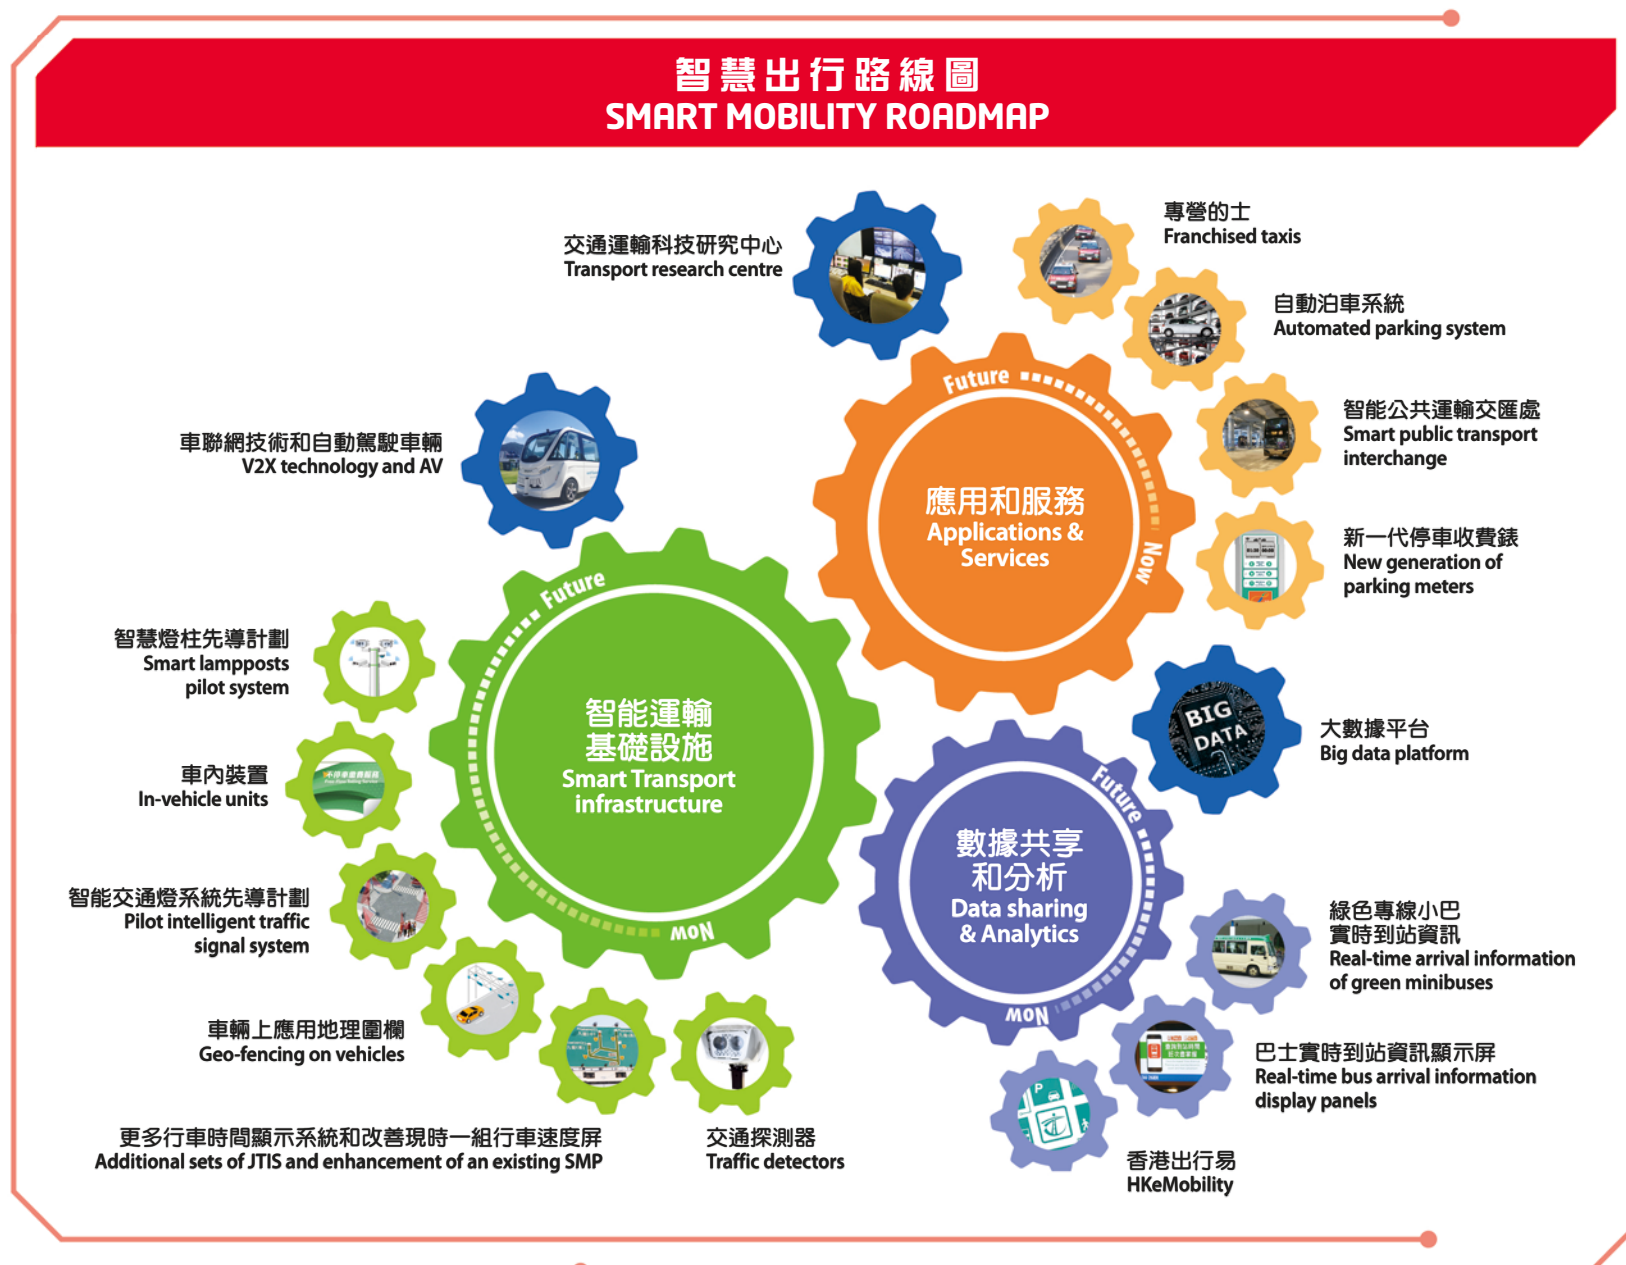 智慧出行路線圖
SMART MOBILITY ROADMAP
交通運輸科技研究中心
Transport research centre
專營的士
Franchised taxis
自動泊車系統
Automated parking system
智能公共運輸交匯處
Smart public transport
interchange
新一代停車收費錶
New generation of
parking meters
Future
應用和服務
Applications &
Services
Now
車聯網技術和自動駕駛車輛
V2X technology and AV
Future
智能運輸
基礎設施
Smart Transport
infrastructure
Now
智慧燈柱先導計劃
Smart lampposts
pilot system
車內裝置
In-vehicle units
不停車繳費服務
智能交通燈系統先導計劃
Pilot intelligent traffic
signal system
車輛上應用地理圍欄
Geo-fencing on vehicles
更多行車時間顯示系統和改善現時一組行車速度屏
Additional sets of JTIS and enhancement of an existing SMP
交通探測器
Traffic detectors
BIG
DATA
大數據平台
Big data platform
Future
數據共享
和分析
Data sharing
& Analytics
Now
綠色專線小巴
實時到站資訊
Real-time arrival information
of green minibuses
巴士實時到站資訊顯示屏
Real-time bus arrival information
display panels
P
香港出行易
HKeMobility